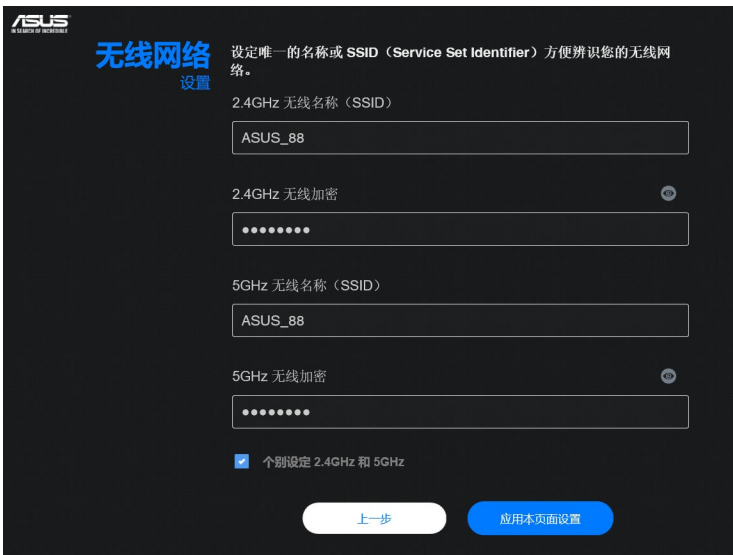 ASUS
IN SEARCH OF INCREDIBLE
无线网络
设置
设定唯一的名称或 SSID（Service Set Identifier）方便辨识您的无线网
络。
2.4GHz 无线名称（SSID）
ASUS_88
2.4GHz 无线加密
●●●●●●●●
5GHz 无线名称（SSID）
ASUS_88
5GHz 无线加密
●●●●●●●●
个别设定 2.4GHz 和 5GHz
上一步
应用本页面设置